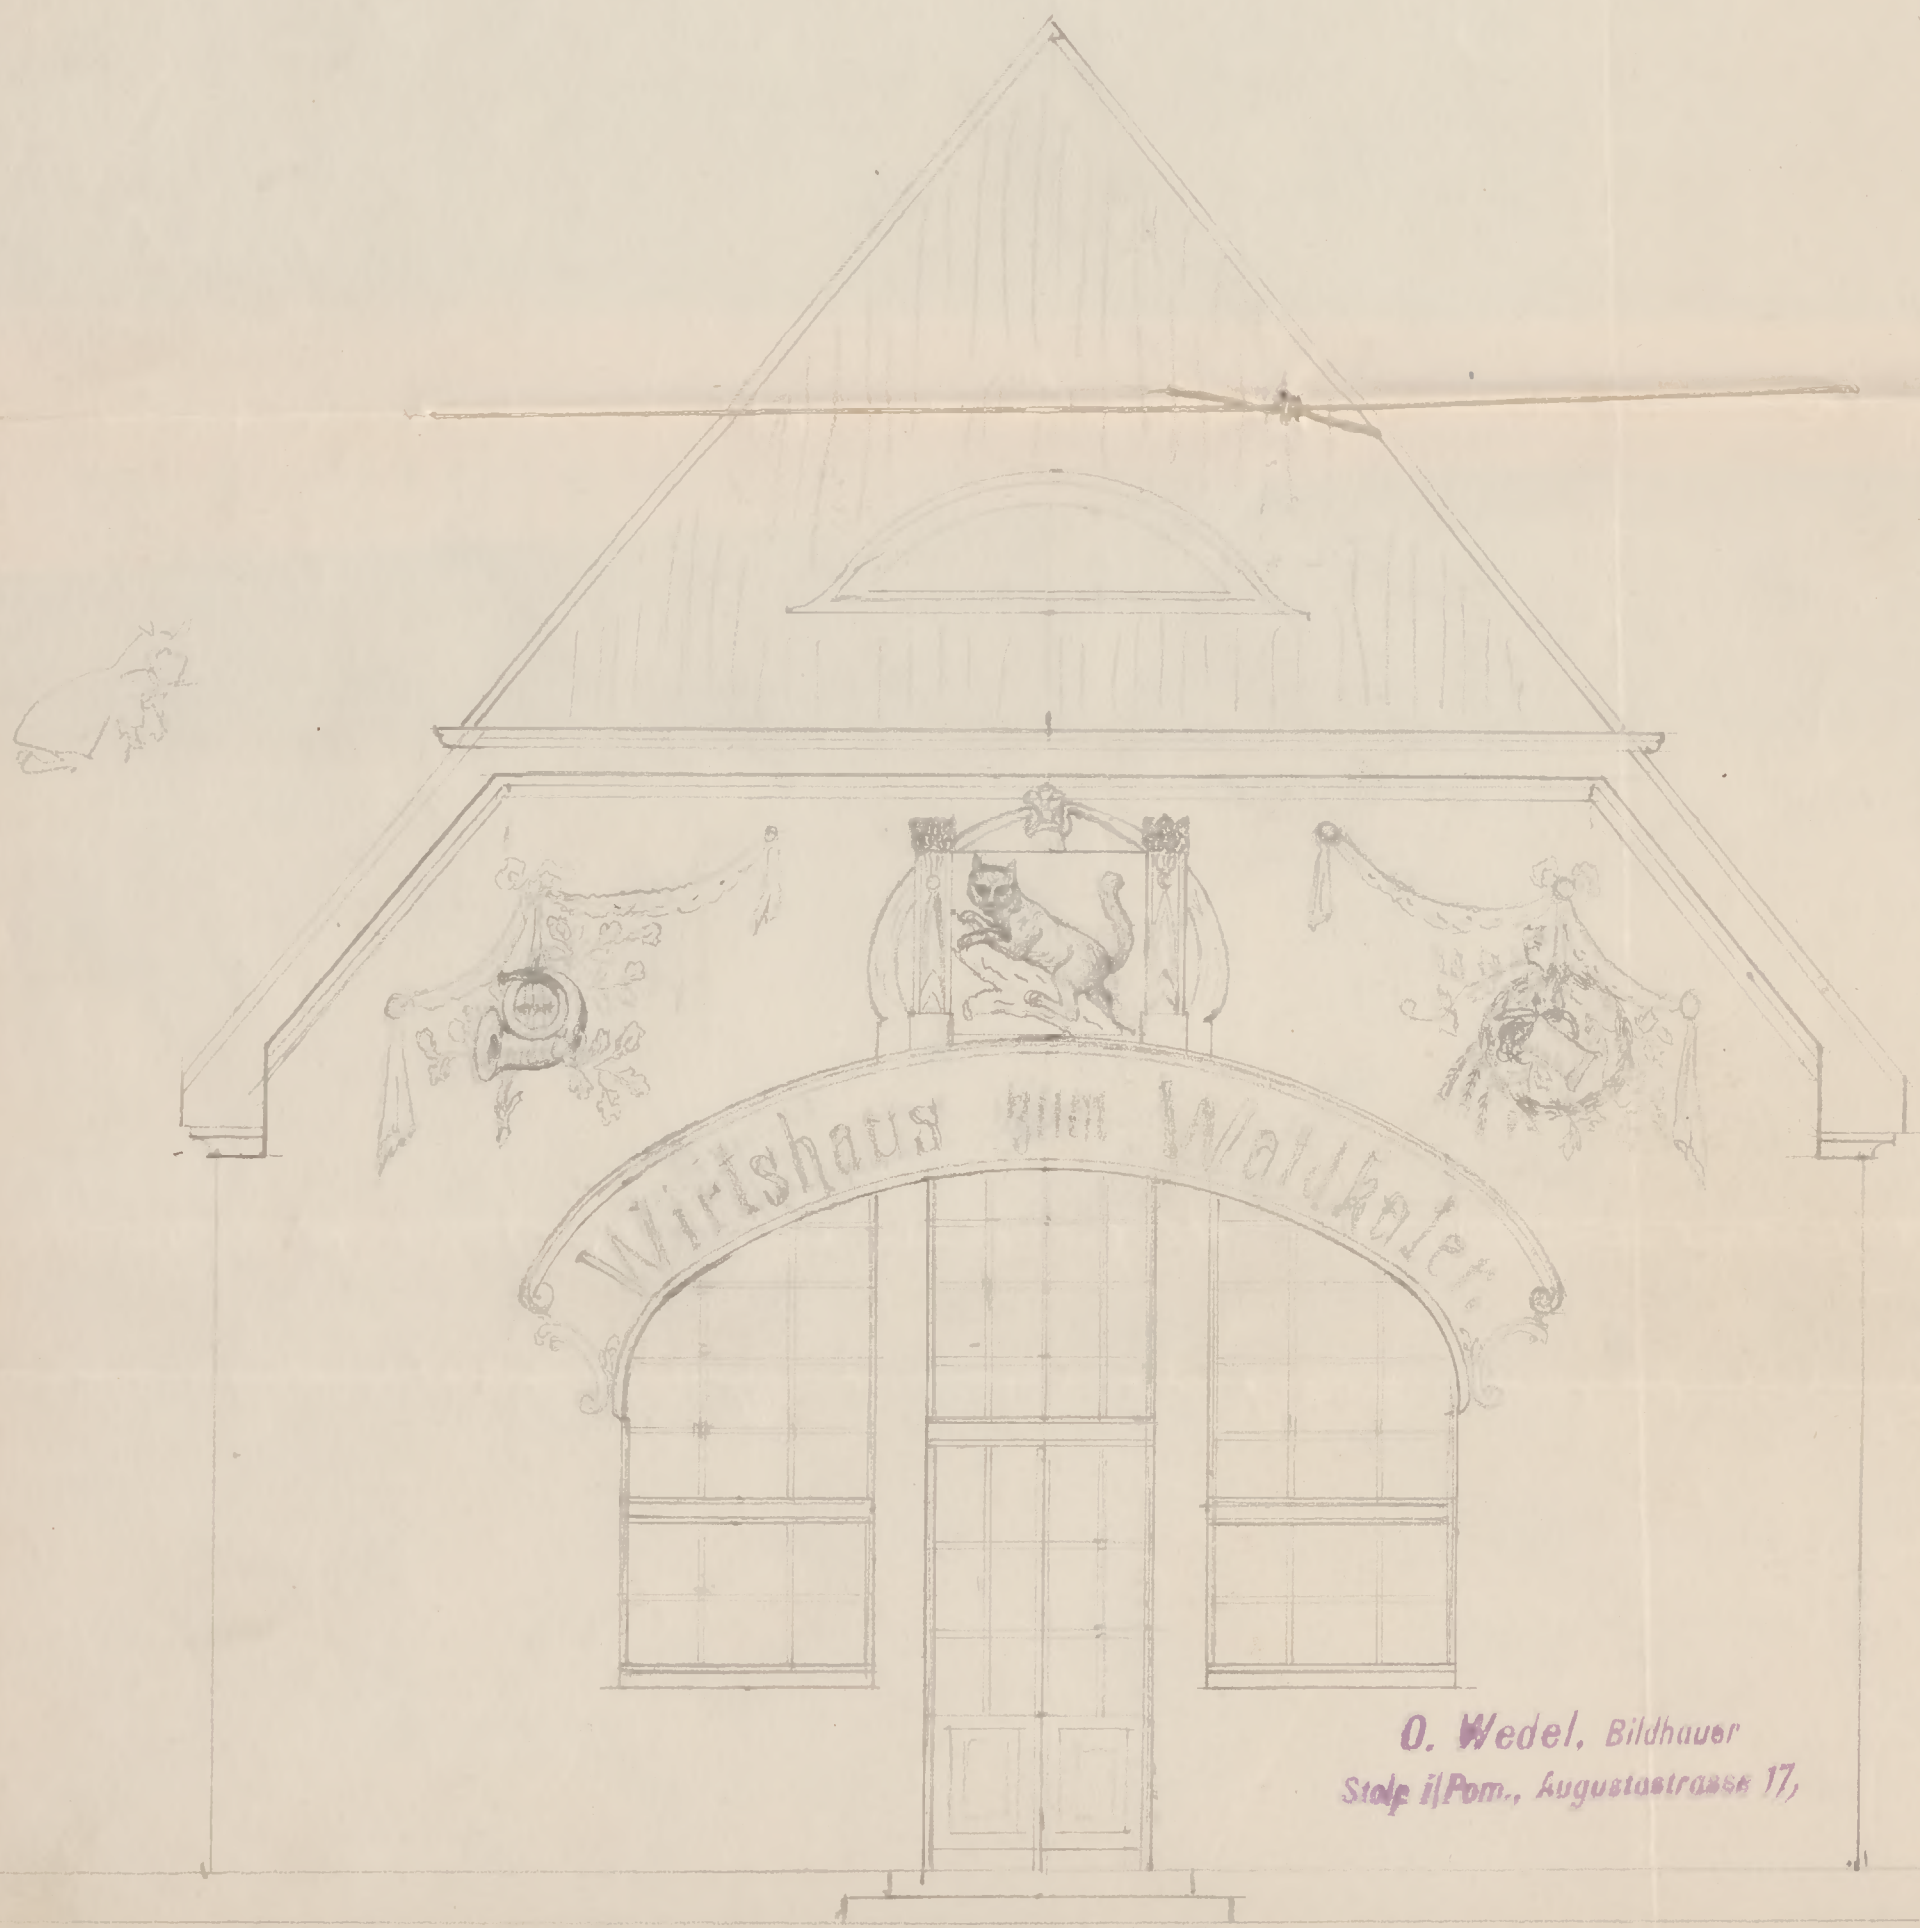 Wirtshaus zum Waldkater.
O. Wedel, Bildhauer
Stolp i/Pom., Augustastrasse 17,